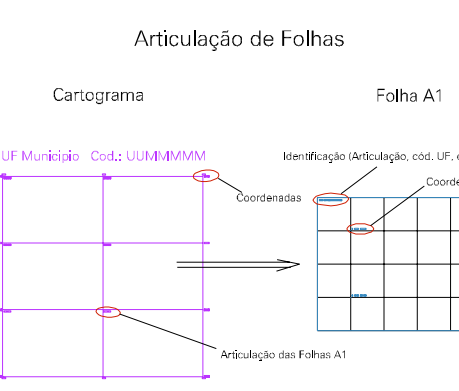 Articulação de Folhas
Cartograma
Folha A1
UF Municipio Cod.: UUMMMMM
Identificação (Articulação, cód. UF,
Coordenadas
Articulação das Folhas A1